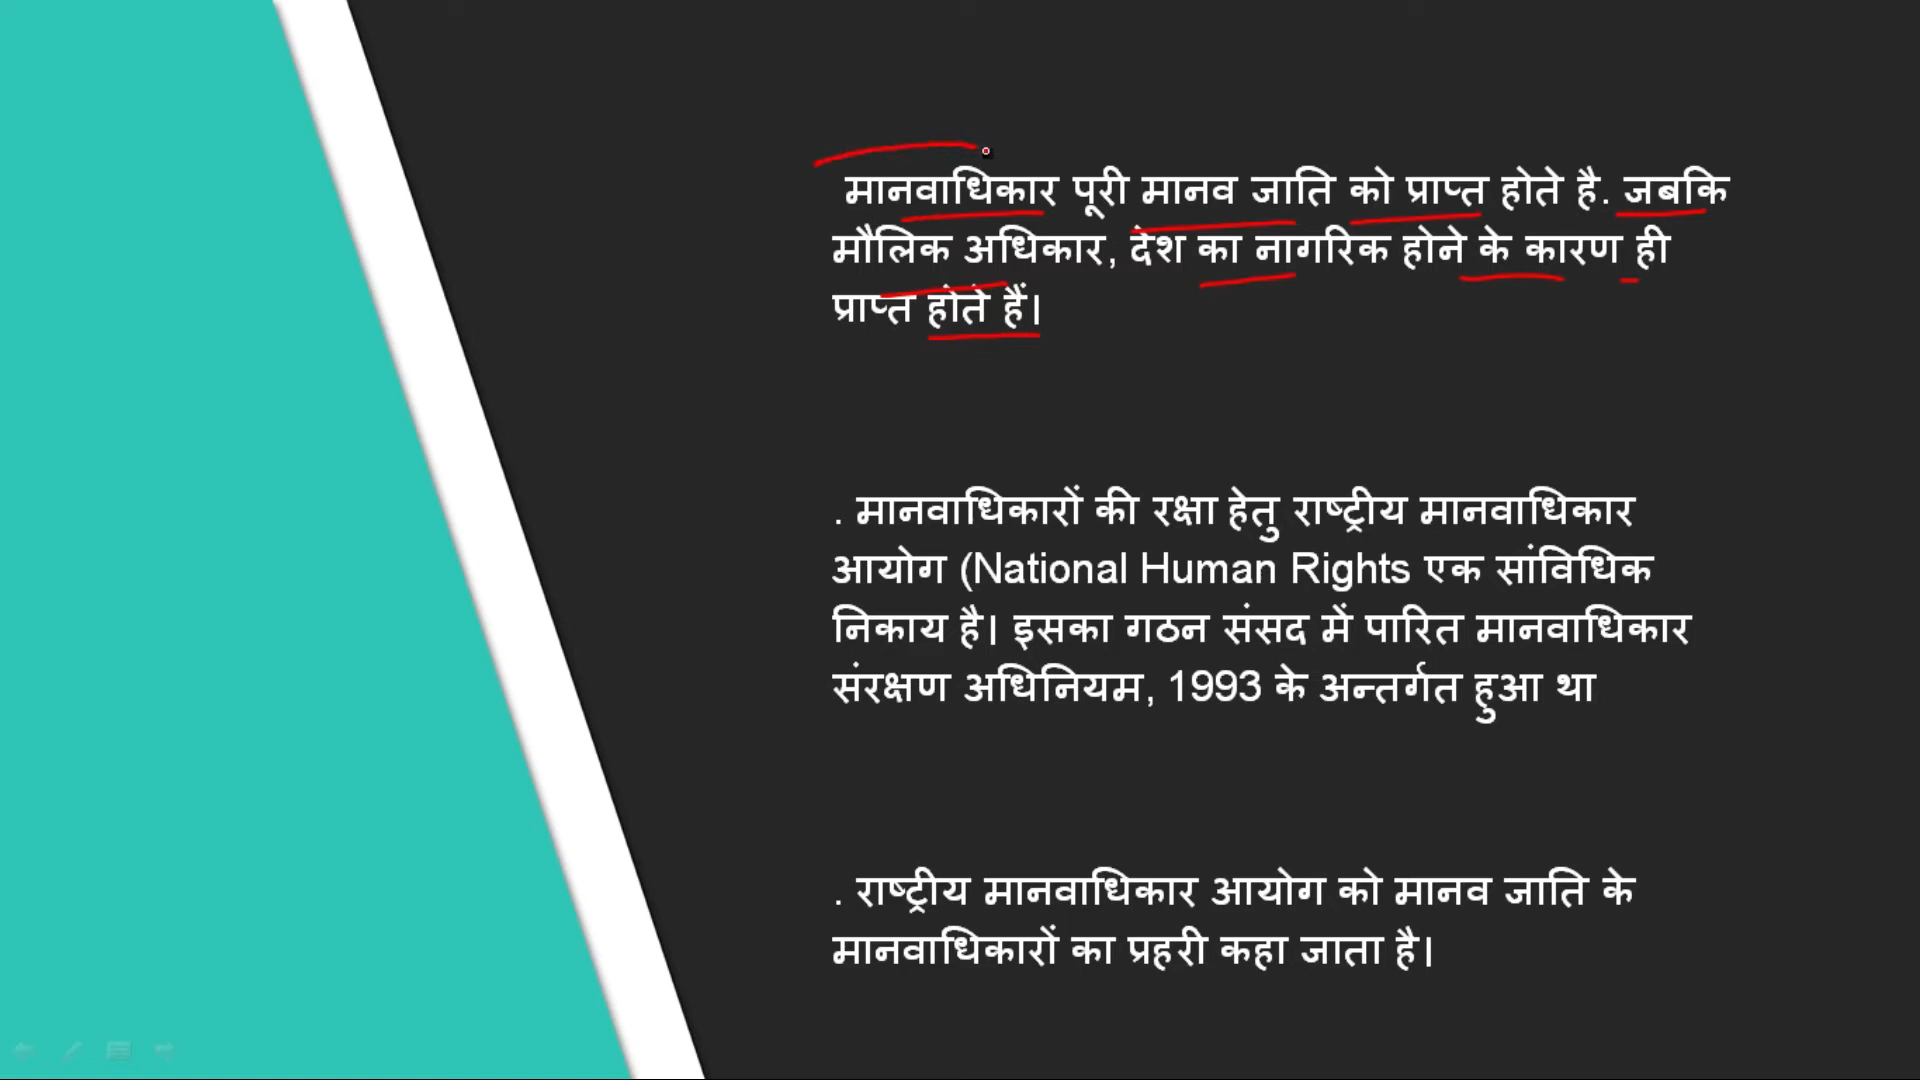 मानवाधिकार पूरी मानव जाति को प्राप्त होते है. जबकि
मौलिक अधिकार, देश का नागरिक होने के कारण ही
प्राप्त होते हैं।
. मानवाधिकारों की रक्षा हेतु राष्ट्रीय मानवाधिकार
आयोग (National Human Rights एक सांविधिक
निकाय है। इसका गठन संसद में पारित मानवाधिकार
संरक्षण अधिनियम, 1993 के अन्तर्गत हुआ था
. राष्ट्रीय मानवाधिकार आयोग को मानव जाति के
मानवाधिकारों का प्रहरी कहा जाता है।